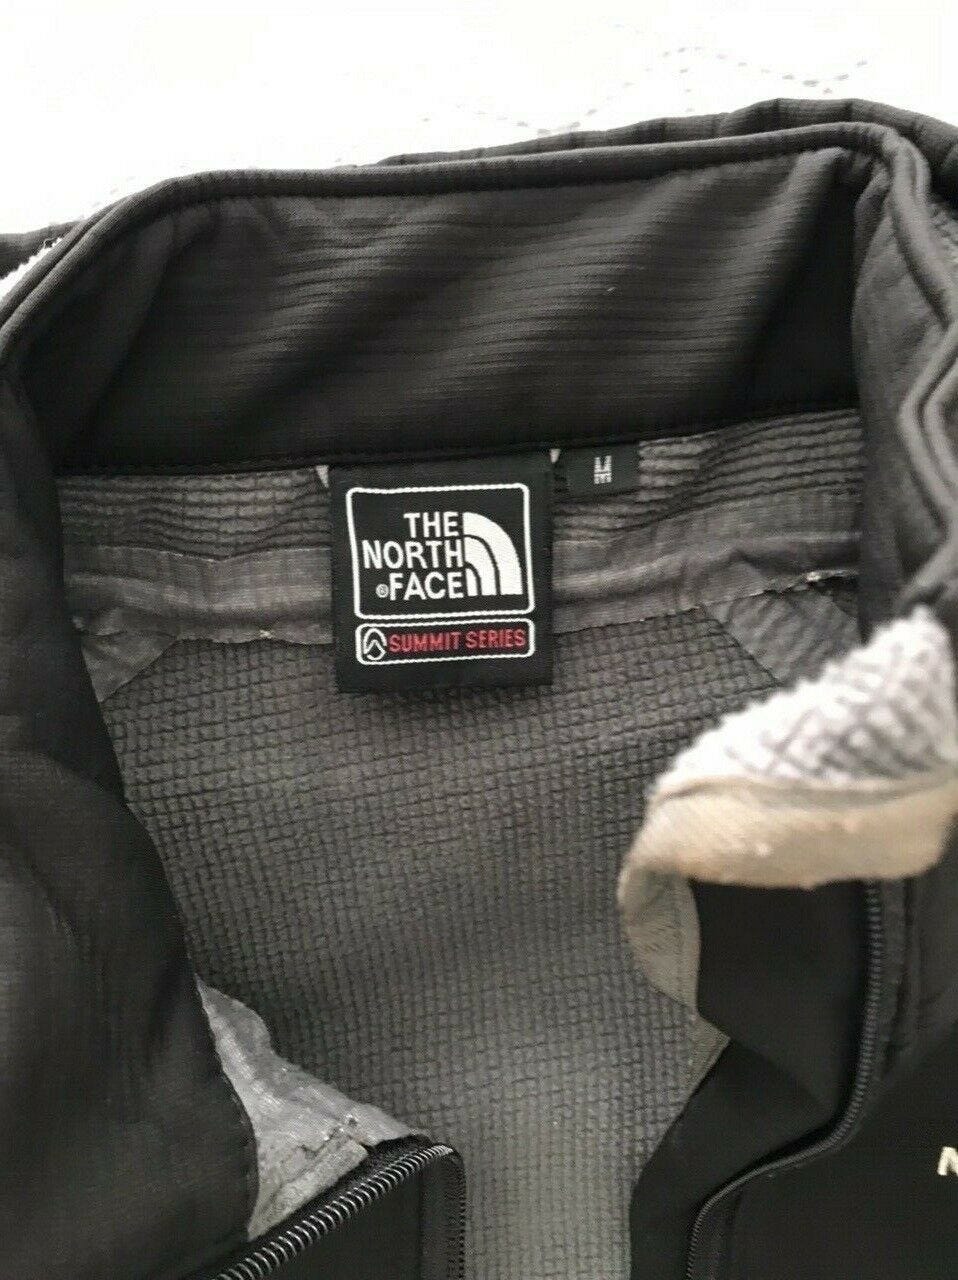 THE
NORTH
®FACE
SUMMIT SERIES
N